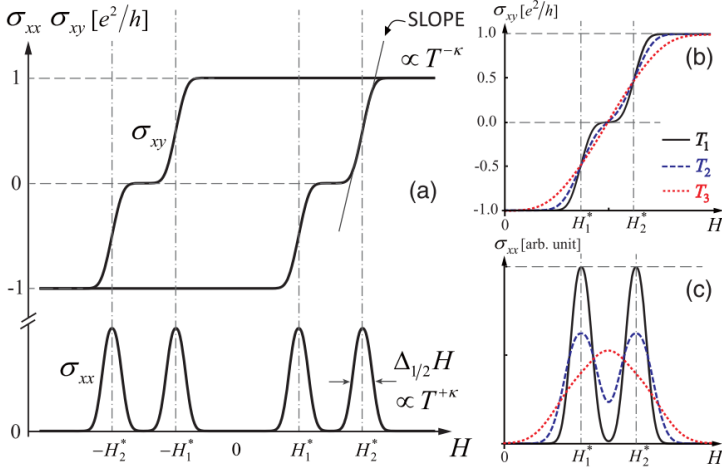 σxx σxy [e²/h]
SLOPE
∝ T^−κ
1
σxy
0
(a)
-1
σxx
Δ1/2H
∝ T^+κ
0
−H2* −H1* 0 H1* H2* H
σxy [e²/h]
1.0
(b)
0.5
0.0
T1
-0.5
T2
T3
-1.0
0 H1* H2* H
σxx [arb. unit]
(c)
0 H1* H2* H